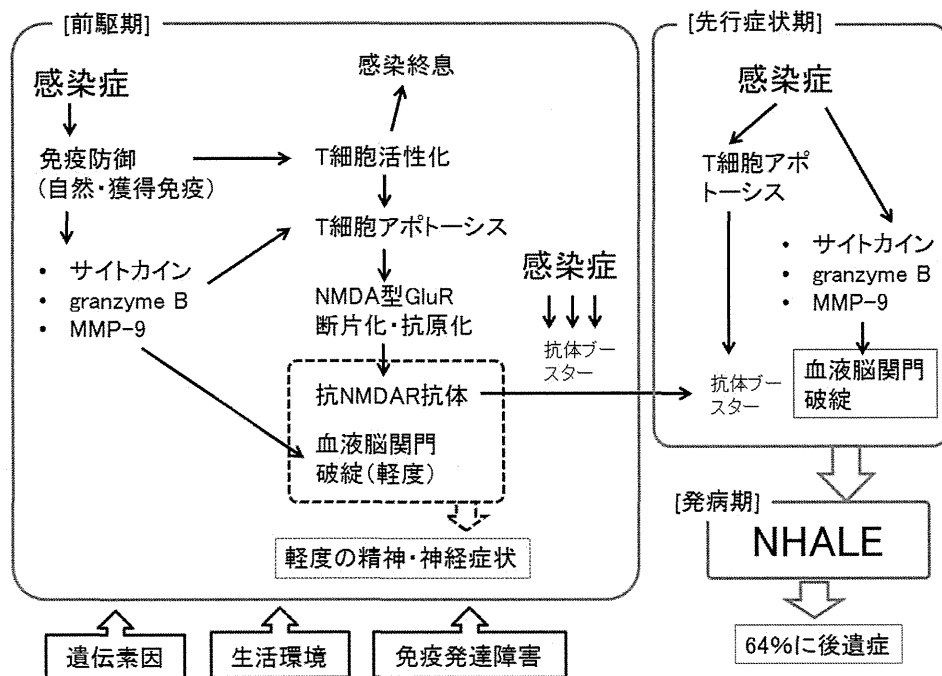 [前駆期]
感染症
免疫防御
(自然・獲得免疫)
• サイトカイン
• granzyme B
• MMP-9
感染終息
T細胞活性化
T細胞アポトーシス
NMDA型GluR
断片化・抗原化
抗NMDAR抗体
血液脳関門
破綻(軽度)
軽度の精神・神経症状
感染症
抗体ブー
スター
遺伝素因
生活環境
免疫発達障害
[先行症状期]
感染症
T細胞アポ
トーシス
• サイトカイン
• granzyme B
• MMP-9
抗体ブー
スター
血液脳関門
破綻
[発病期]
NHALE
64%に後遺症